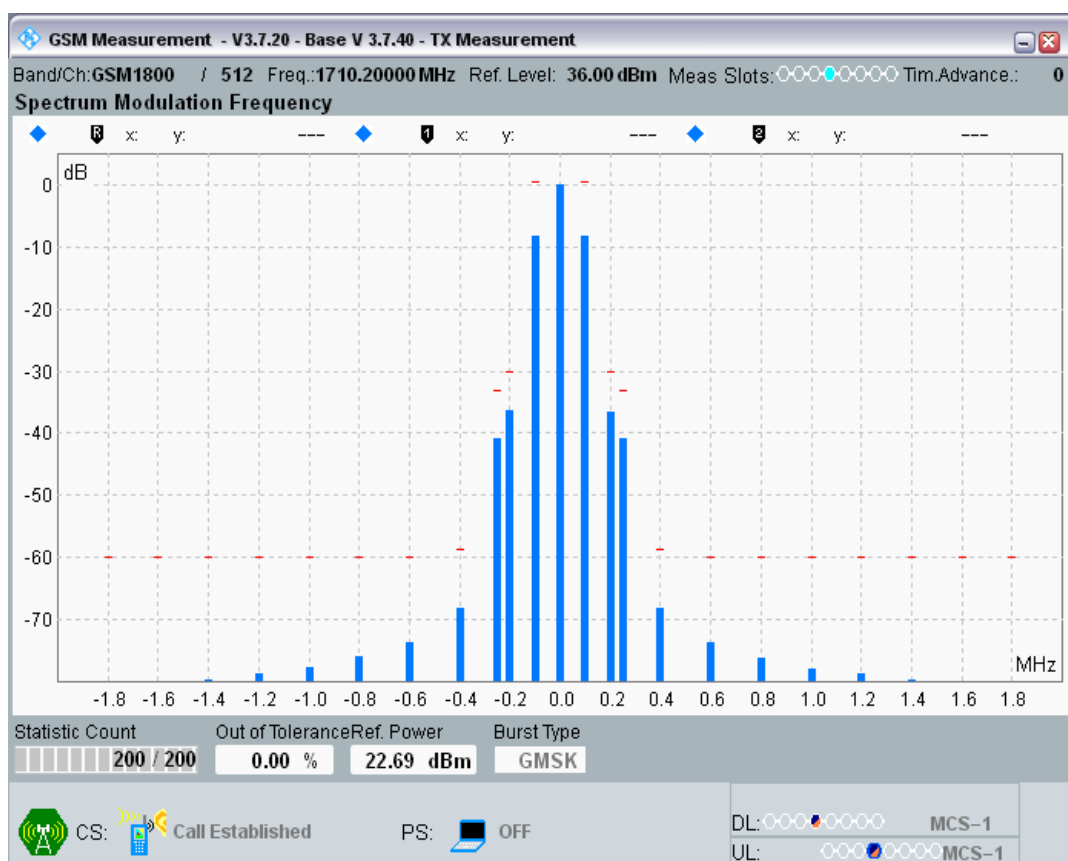 GSM Measurement - V3.7.20 - Base V 3.7.40 - TX Measurement
Band/Ch:GSM1800 / 512 Freq.:1710.20000 MHz Ref. Level: 36.00 dBm Meas Slots: Tim.Advance.: 0
Spectrum Modulation Frequency
R x: y: --- 1 x: y: --- 2 x: y: ---
dB
0
-10
-20
-30
-40
-50
-60
-70
MHz
-1.8 -1.6 -1.4 -1.2 -1.0 -0.8 -0.6 -0.4 -0.2 0.0 0.2 0.4 0.6 0.8 1.0 1.2 1.4 1.6 1.8
Statistic Count Out of Tolerance Ref. Power Burst Type
200 / 200 0.00 % 22.69 dBm GMSK
CS: Call Established PS: OFF
DL: MCS-1
UL: MCS-1